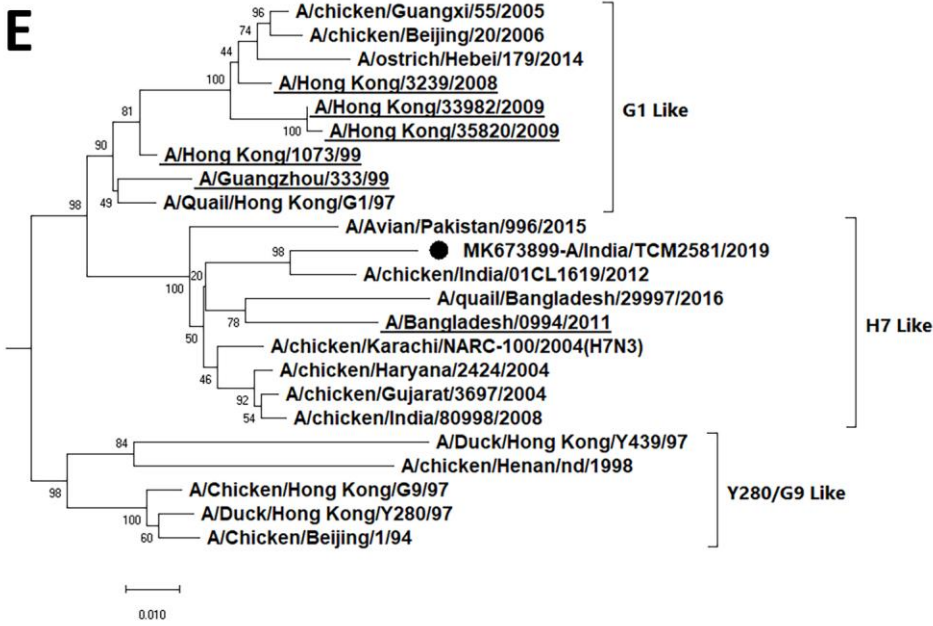 E
96
A/chicken/Guangxi/55/2005
74
A/chicken/Beijing/20/2006
44
A/ostrich/Hebei/179/2014
100
A/Hong Kong/3239/2008
81
A/Hong Kong/33982/2009
G1 Like
100
A/Hong Kong/35820/2009
90
A/Hong Kong/1073/99
A/Guangzhou/333/99
98
49
A/Quail/Hong Kong/G1/97
A/Avian/Pakistan/996/2015
98
MK673899-A/India/TCM2581/2019
20
A/chicken/India/01CL1619/2012
100
A/quail/Bangladesh/29997/2016
78
A/Bangladesh/0994/2011
H7 Like
50
A/chicken/Karachi/NARC-100/2004(H7N3)
46
A/chicken/Haryana/2424/2004
92
A/chicken/Gujarat/3697/2004
54
A/chicken/India/80998/2008
84
A/Duck/Hong Kong/Y439/97
A/chicken/Henan/nd/1998
98
A/Chicken/Hong Kong/G9/97
Y280/G9 Like
100
A/Duck/Hong Kong/Y280/97
60
A/Chicken/Beijing/1/94
0.010